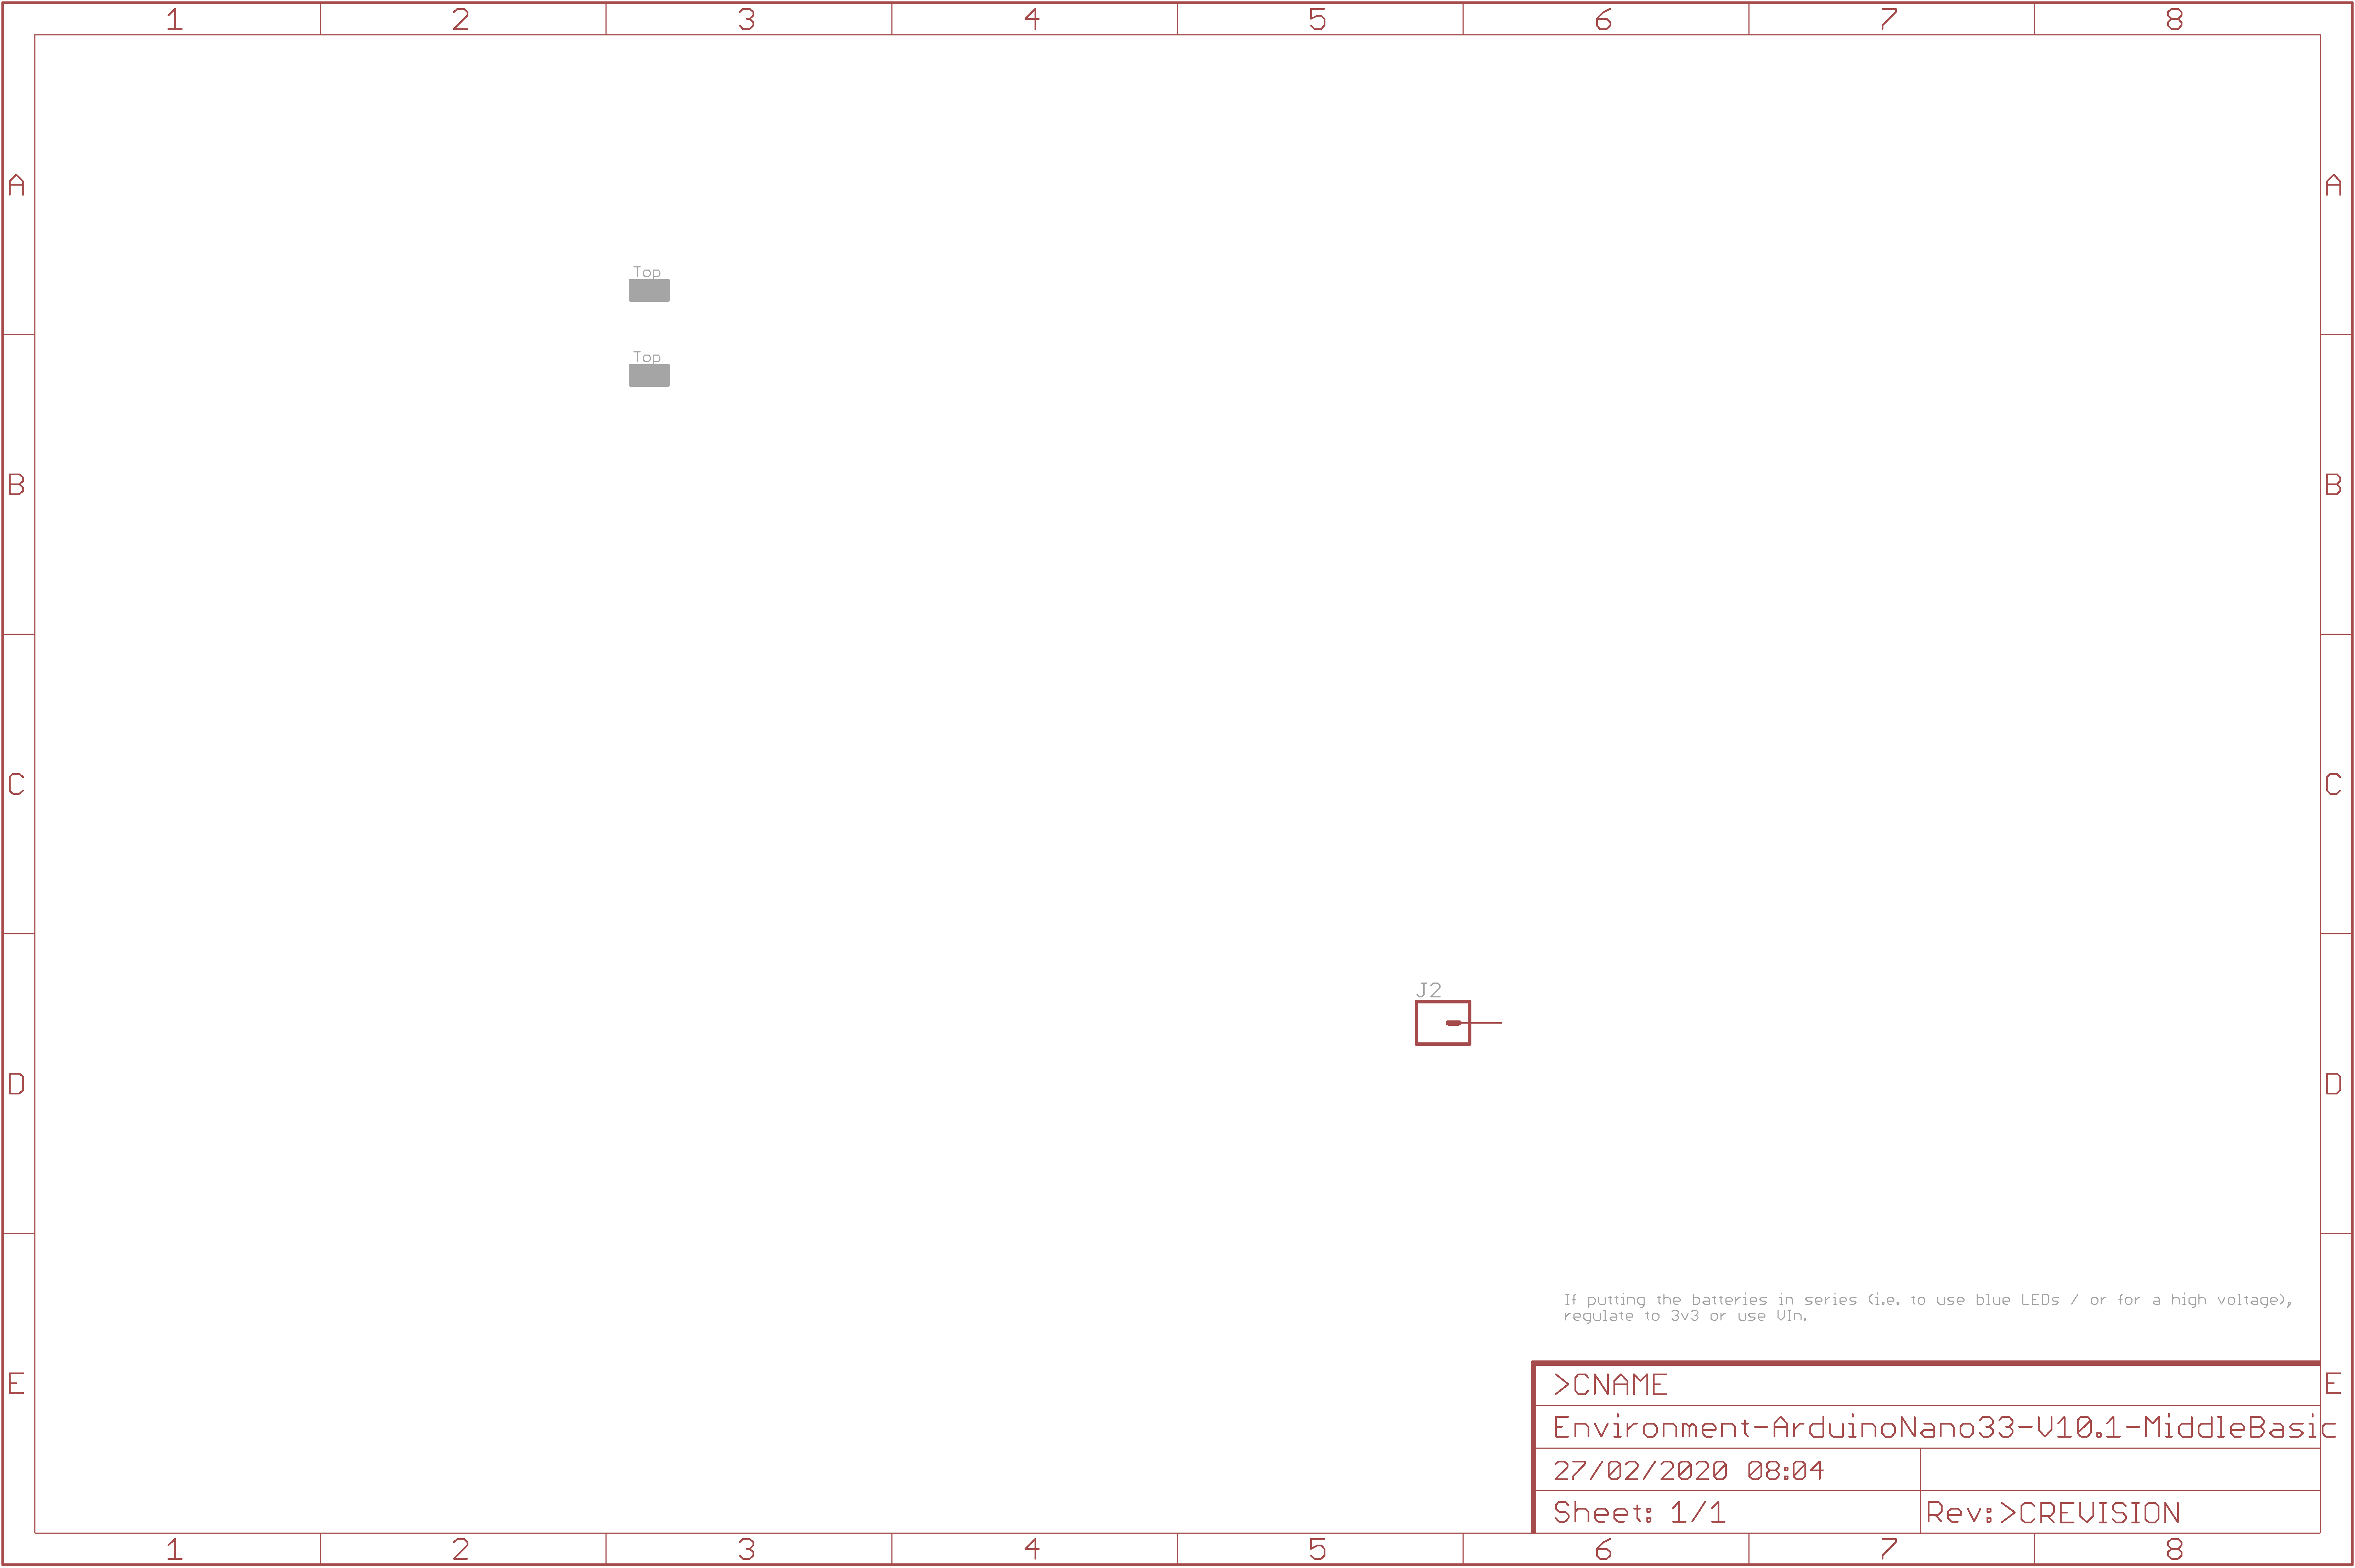 1 2 3 4 5 6 7 8
A A
Top
Top
B B
C C
J2
D D
If putting the batteries in series (i.e. to use blue LEDs / or for a high voltage),
regulate to 3v3 or use VIn.
E E
>CNAME
Environment-ArduinoNano33-V10.1-MiddleBasic
27/02/2020 08:04
Sheet: 1/1 Rev:>CREVISION
1 2 3 4 5 6 7 8